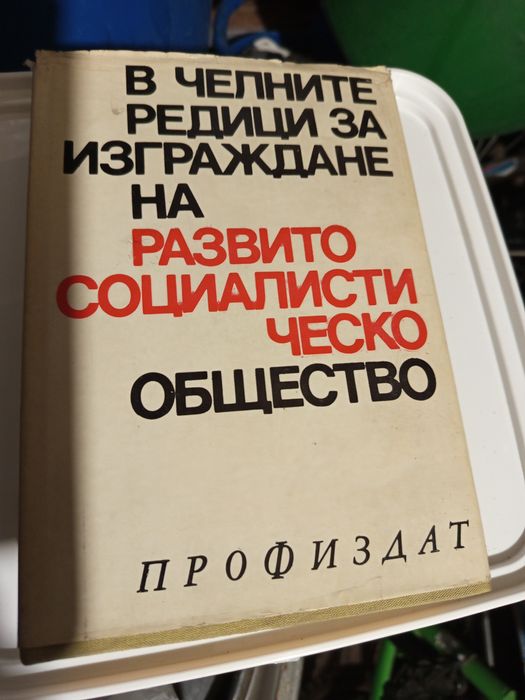 В ЧЕЛНИТЕ
РЕДИЦИ ЗА
ИЗГРАЖДАНЕ
НА
РАЗВИТО
СОЦИАЛИСТИ
ЧЕСКО
ОБЩЕСТВО
ПРОФИЗДАТ